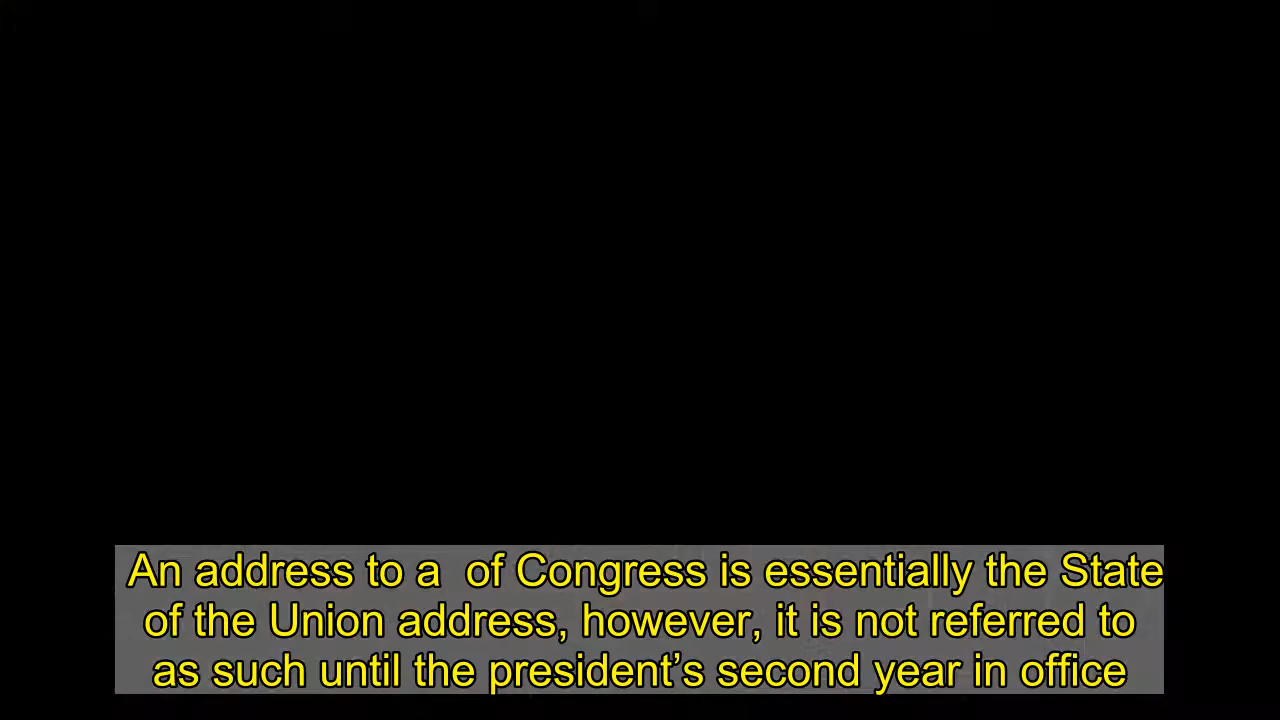 An address to a  of Congress is essentially the State
of the Union address, however, it is not referred to
as such until the president’s second year in office